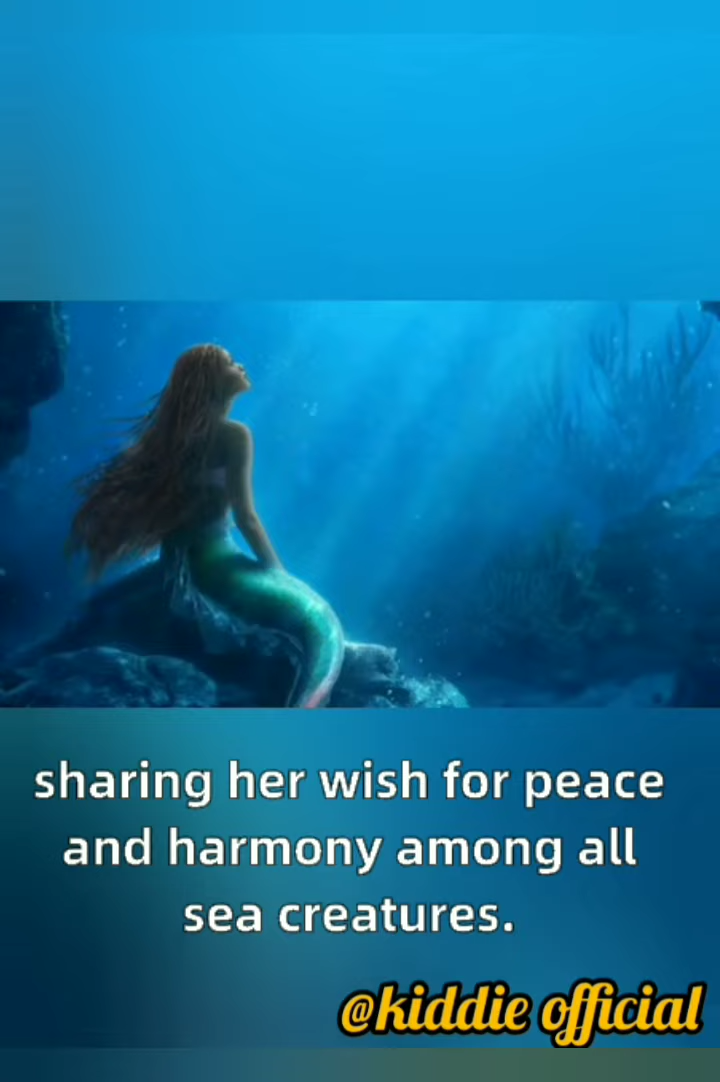 sharing her wish for peace
and harmony among all
sea creatures.
@kiddie official